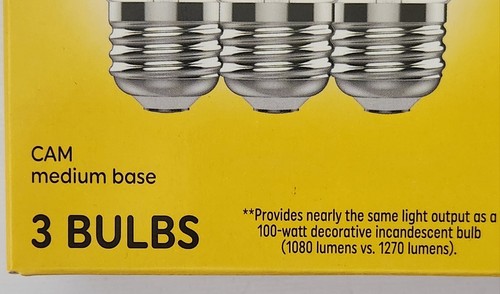 CAM
medium base
3 BULBS
**Provides nearly the same light output as a
100-watt decorative incandescent bulb
(1080 lumens vs. 1270 lumens).